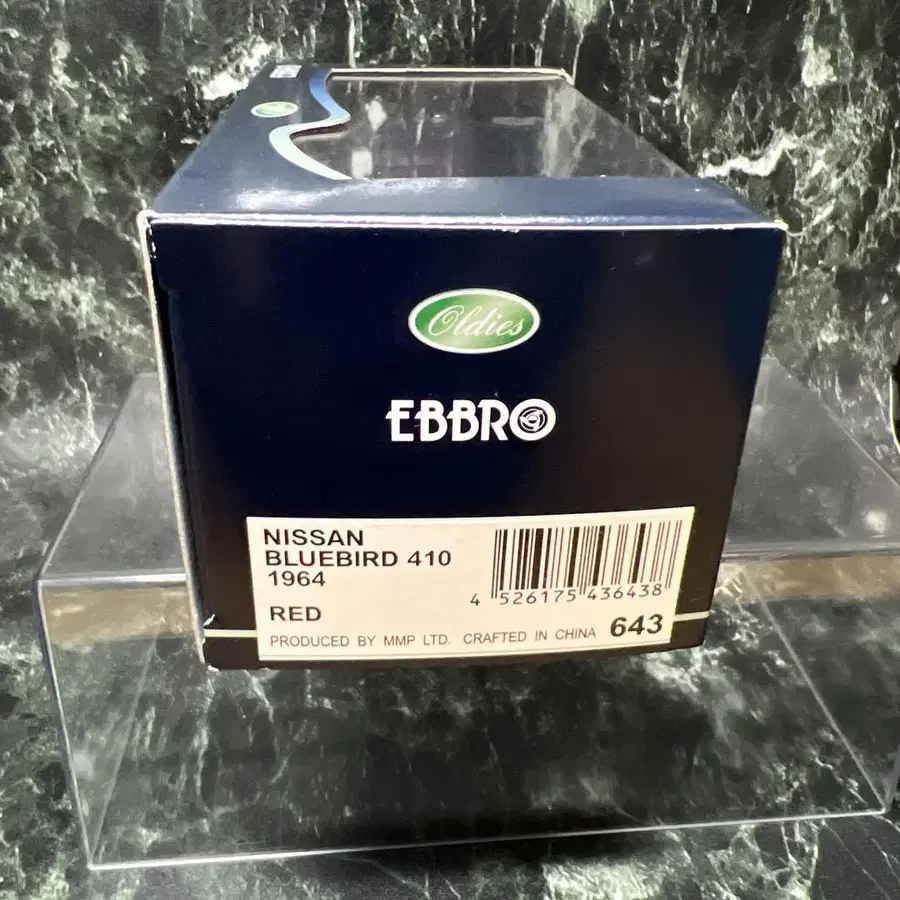 Oldies
EBBRO
NISSAN
BLUEBIRD 410
1964
RED
4 526175 436438
PRODUCED BY MMP LTD. CRAFTED IN CHINA 643